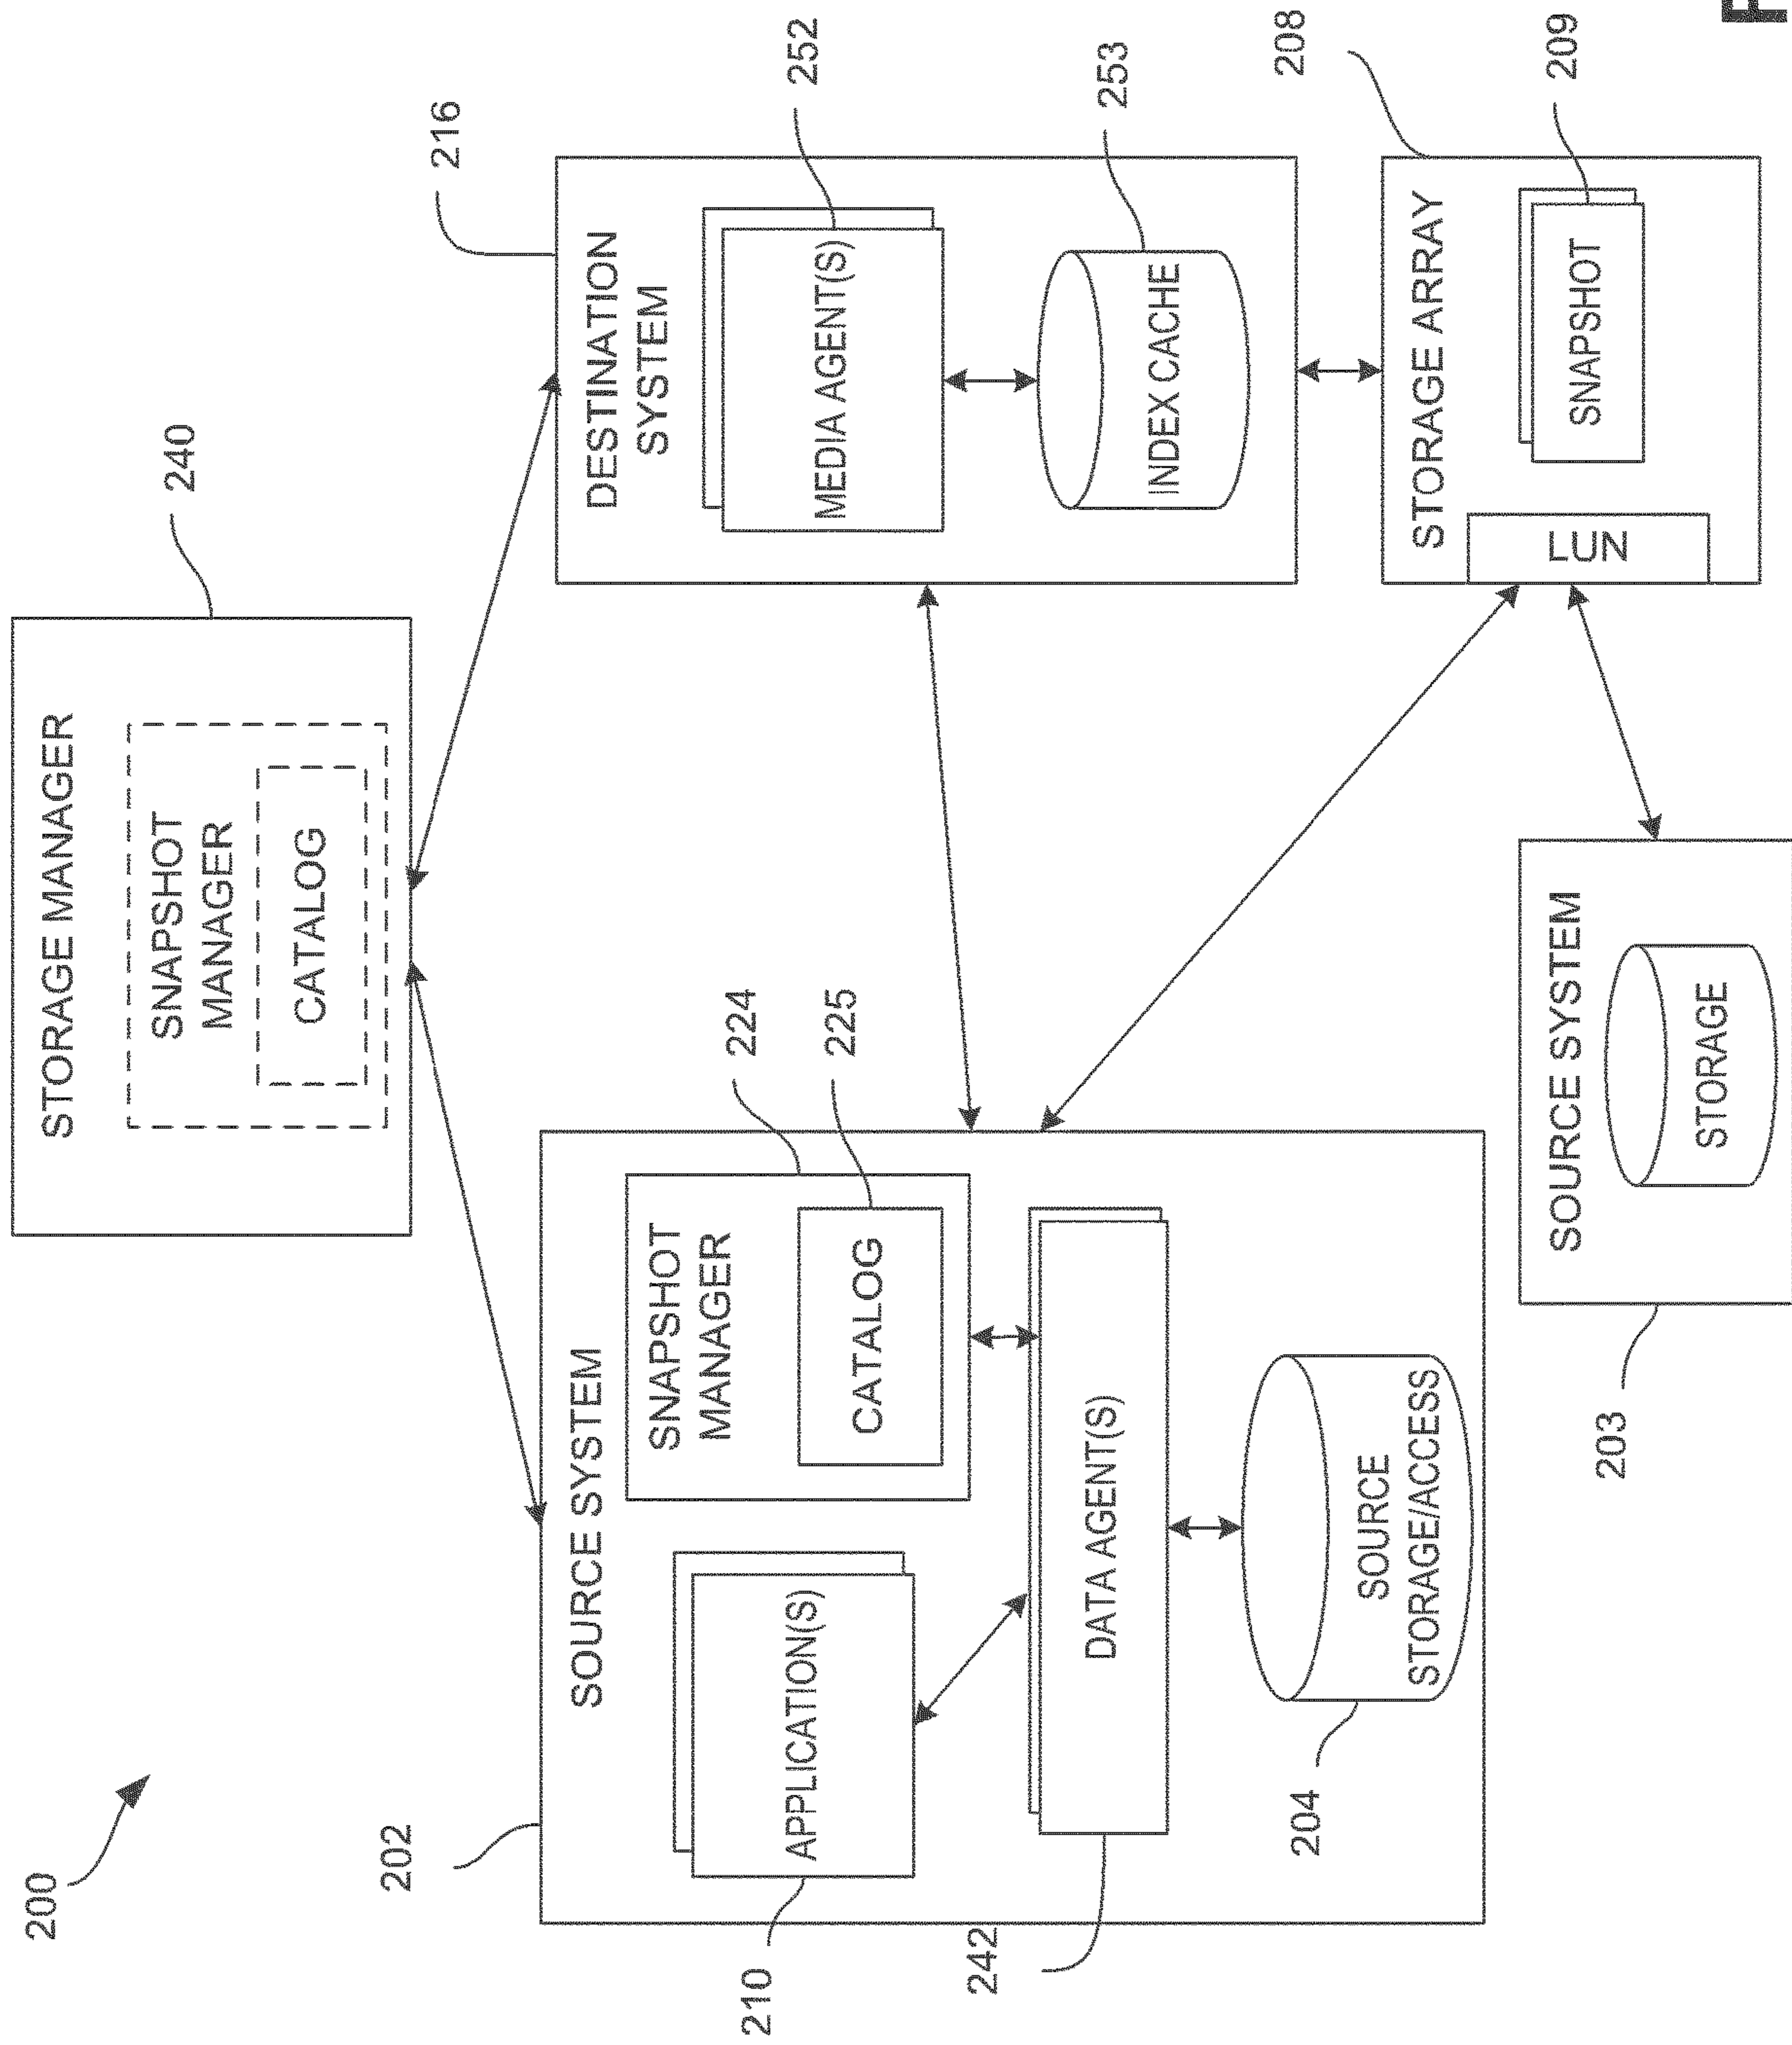 200
STORAGE MANAGER
SNAPSHOT
MANAGER
CATALOG
240
202
SOURCE SYSTEM
210
APPLICATION(S)
SNAPSHOT
MANAGER
CATALOG
224
225
242
DATA AGENT(S)
204
SOURCE
STORAGE/ACCESS
216
DESTINATION
SYSTEM
MEDIA AGENT(S)
252
INDEX CACHE
253
203
SOURCE SYSTEM
STORAGE
STORAGE ARRAY
208
LUN
SNAPSHOT
209